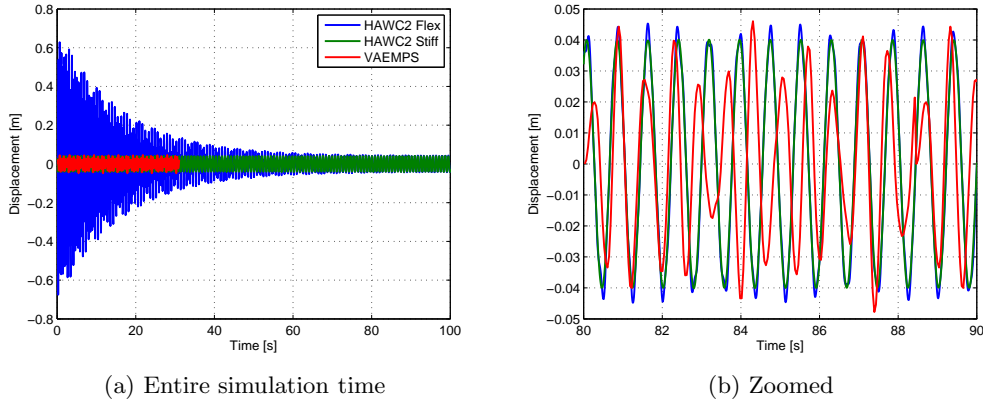 0.8
0.6
0.4
0.2
0
−0.2
−0.4
−0.6
−0.8
Displacement [m]
0 20 40 60 80 100
Time [s]
HAWC2 Flex
HAWC2 Stiff
VAEMPS
(a) Entire simulation time
0.05
0.04
0.03
0.02
0.01
0
−0.01
−0.02
−0.03
−0.04
−0.05
Displacement [m]
80 82 84 86 88 90
Time [s]
(b) Zoomed